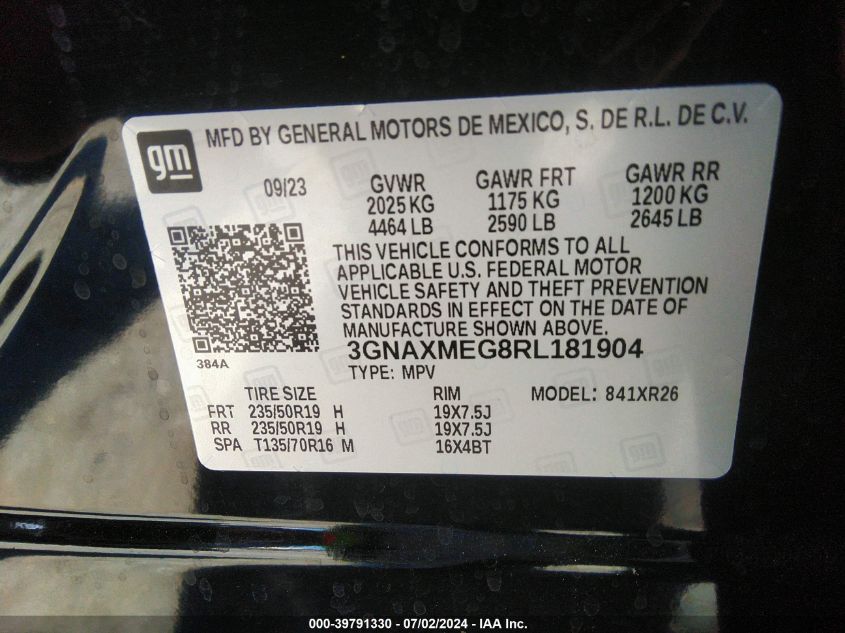 gm
MFD BY GENERAL MOTORS DE MEXICO, S. DE R.L. DE C.V.
09/23 GVWR GAWR FRT GAWR RR
2025 KG 1175 KG 1200 KG
4464 LB 2590 LB 2645 LB
THIS VEHICLE CONFORMS TO ALL
APPLICABLE U.S. FEDERAL MOTOR
VEHICLE SAFETY AND THEFT PREVENTION
STANDARDS IN EFFECT ON THE DATE OF
MANUFACTURE SHOWN ABOVE.
384A 3GNAXMEG8RL181904
TYPE: MPV
TIRE SIZE RIM MODEL: 841XR26
FRT 235/50R19 H 19X7.5J
RR 235/50R19 H 19X7.5J
SPA T135/70R16 M 16X4BT
000-39791330 - 07/02/2024 - IAA Inc.